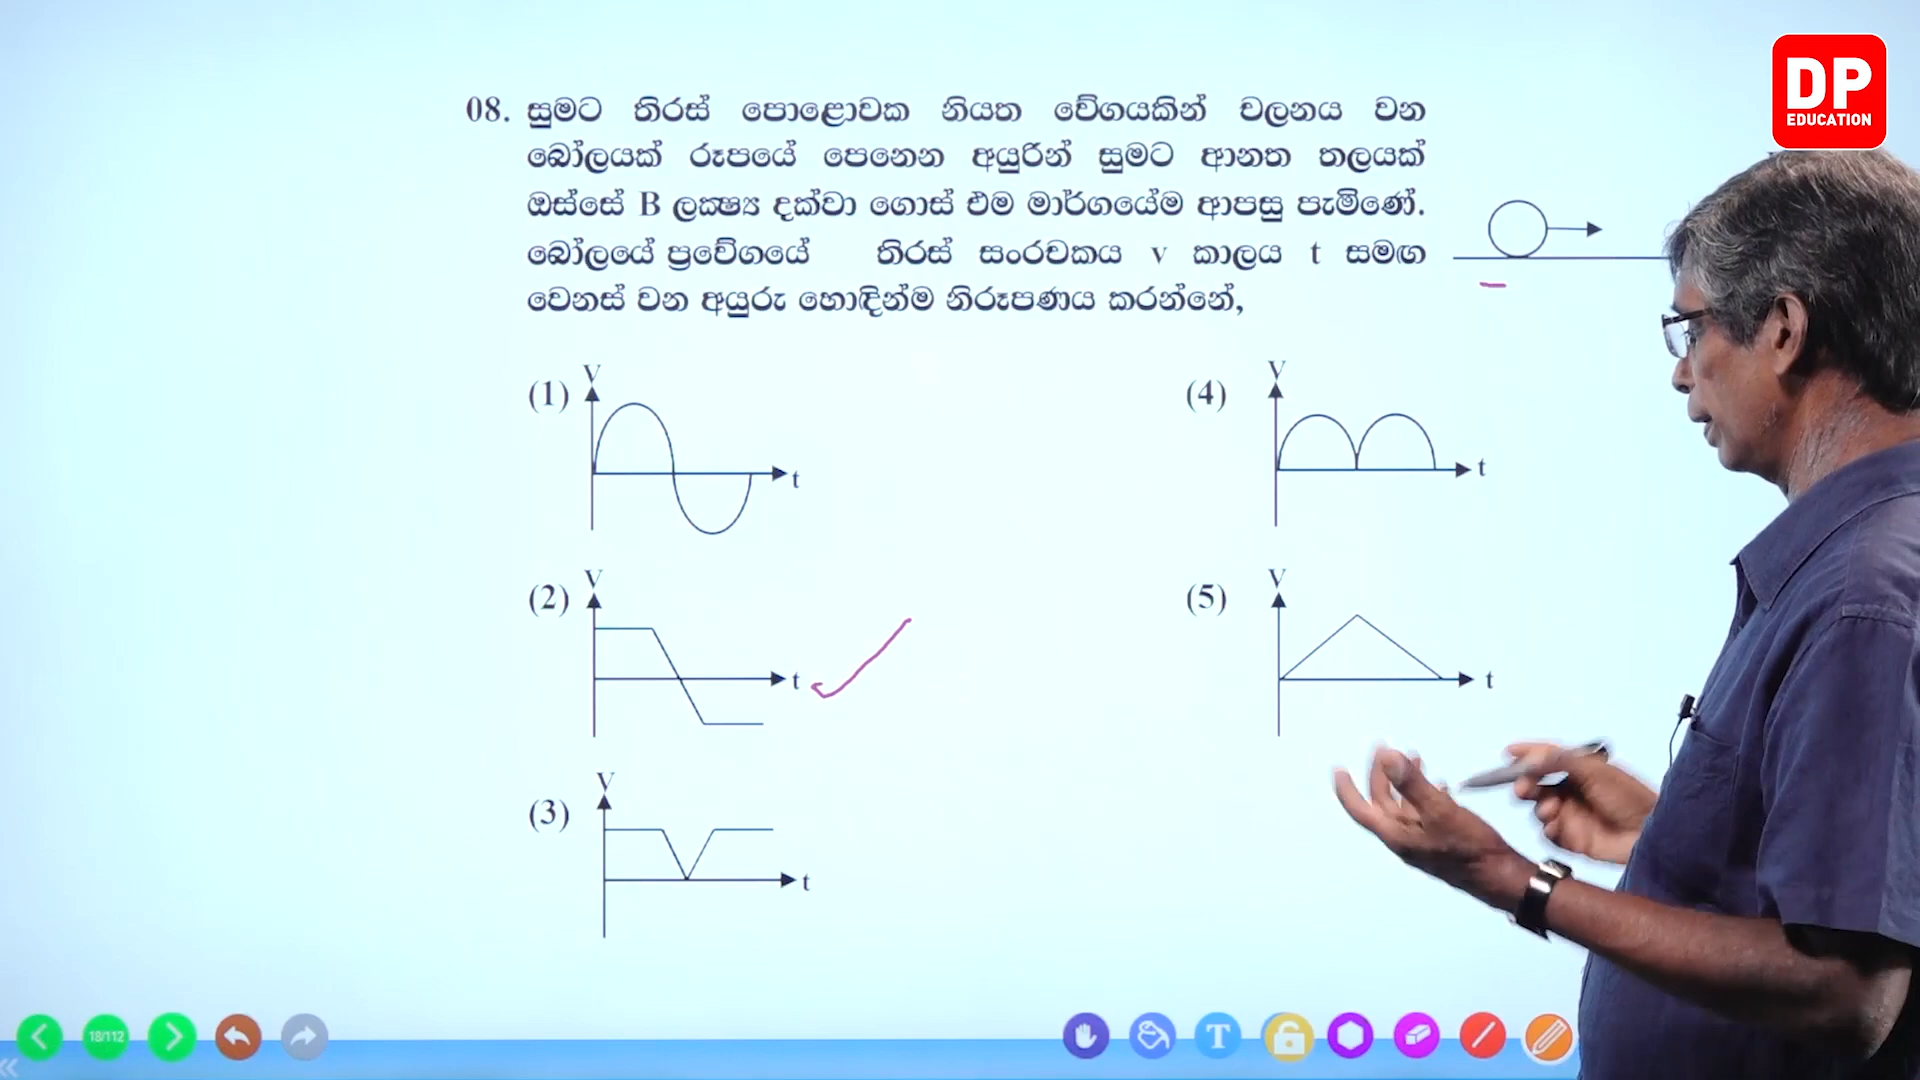 DP
EDUCATION
08. සුමට තිරස් පොළොවක නියත වේගයකින් චලනය වන
බෝලයක් රූපයේ පෙනෙන අයුරින් සුමට ආනත තලයක්
ඔස්සේ B ලක්‍ෂ්‍ය දක්වා ගොස් එම මාර්ගයේම ආපසු පැමිණේ.
බෝලයේ ප්‍රවේගයේ තිරස් සංරචකය v කාලය t සමඟ
වෙනස් වන අයුරු හොඳින්ම නිරූපණය කරන්නේ,
(1) V t
(4) V t
(2) V t
(5) V t
(3) V t
18/112
T